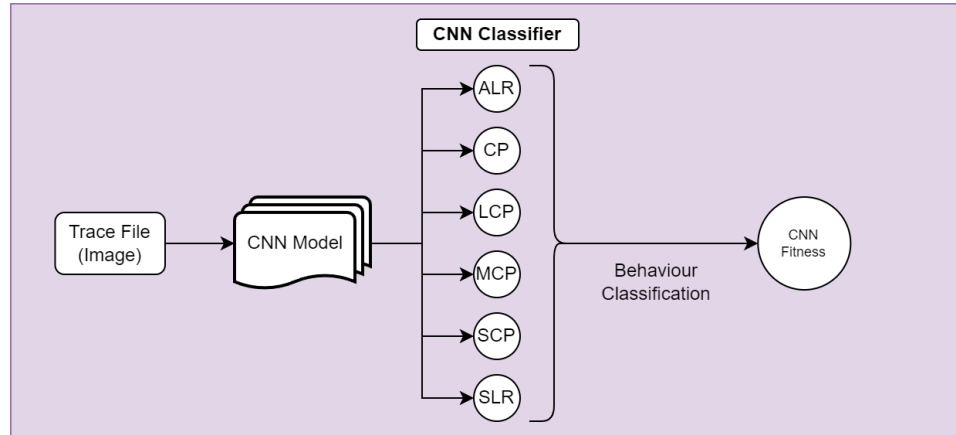 CNN Classifier
ALR
CP
LCP
MCP
SCP
SLR
Trace File
(Image)
CNN Model
Behaviour
Classification
CNN
Fitness